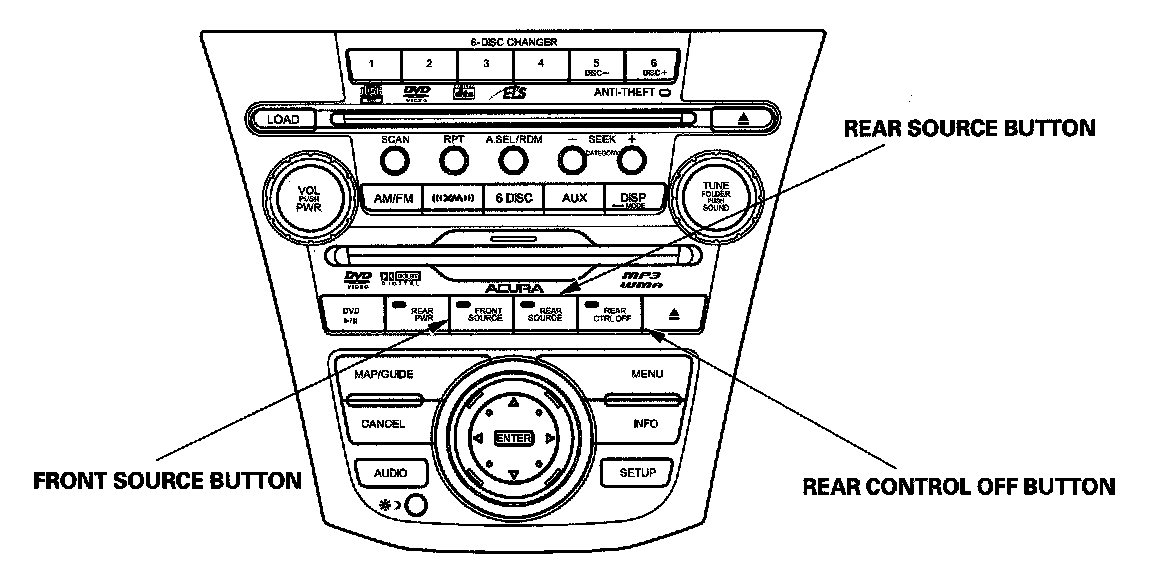 6-DISC CHANGER
1 2 3 4 5 6
DISC− DISC+
DVD VIDEO dts ELS ANTI-THEFT
LOAD
REAR SOURCE BUTTON
SCAN RPT A.SEL/RDM − SEEK +
CATEGORY
VOL
PUSH
PWR
TUNE
FOLDER
PUSH
SOUND
AM/FM 6 DISC AUX DISP
MODE
DVD
VIDEO
DIGITAL
ACURA
MP3
WMA
DVD
REAR
PWR
FRONT
SOURCE
REAR
SOURCE
REAR
CTRL OFF
MAP/GUIDE MENU
CANCEL ENTER INFO
AUDIO SETUP
FRONT SOURCE BUTTON
REAR CONTROL OFF BUTTON